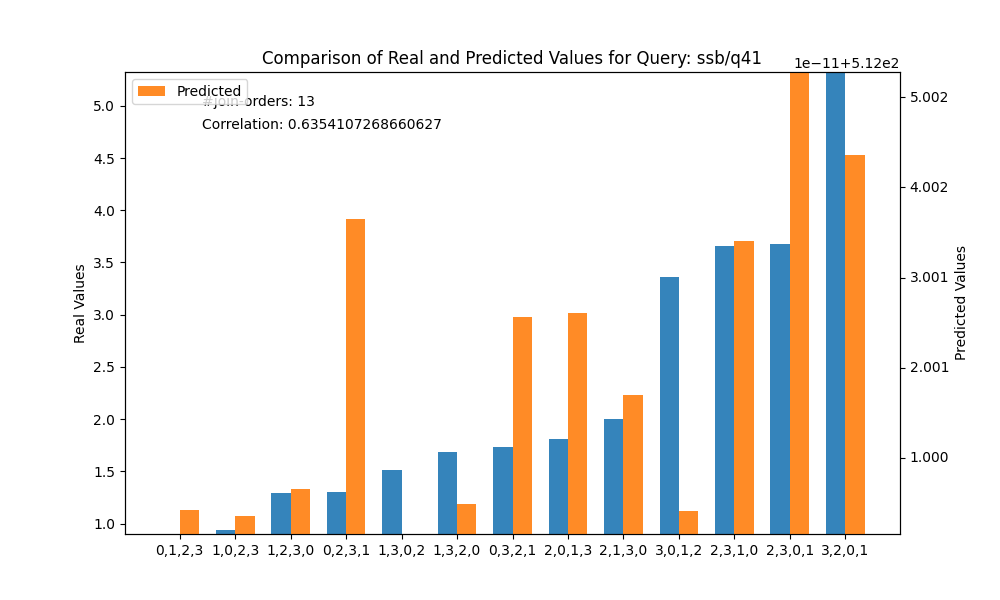 Comparison of Real and Predicted Values for Query: ssb/q41
1e−11+5.12e2
Predicted
#join-orders: 13
Correlation: 0.6354107268660627
5.0
4.5
4.0
3.5
3.0
2.5
2.0
1.5
1.0
Real Values
5.002
4.002
3.001
2.001
1.000
Predicted Values
0,1,2,3 1,0,2,3 1,2,3,0 0,2,3,1 1,3,0,2 1,3,2,0 0,3,2,1 2,0,1,3 2,1,3,0 3,0,1,2 2,3,1,0 2,3,0,1 3,2,0,1